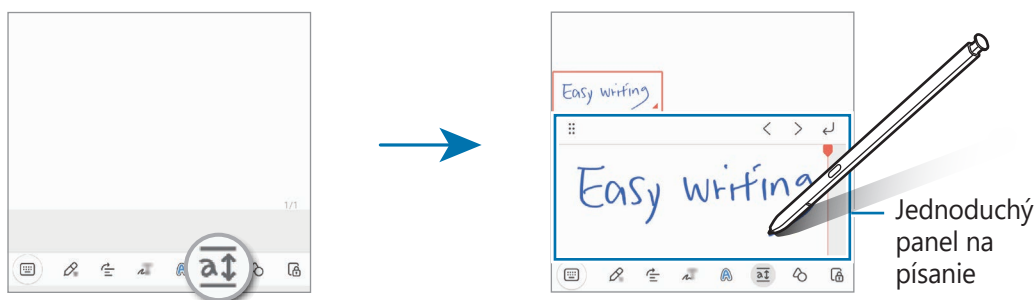 1/1
Easy writing
Easy writing
Jednoduchý
panel na
písanie